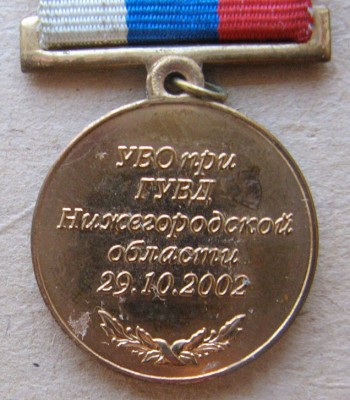 УВО при
ГУВД
Нижегородской
области
29.10.2002